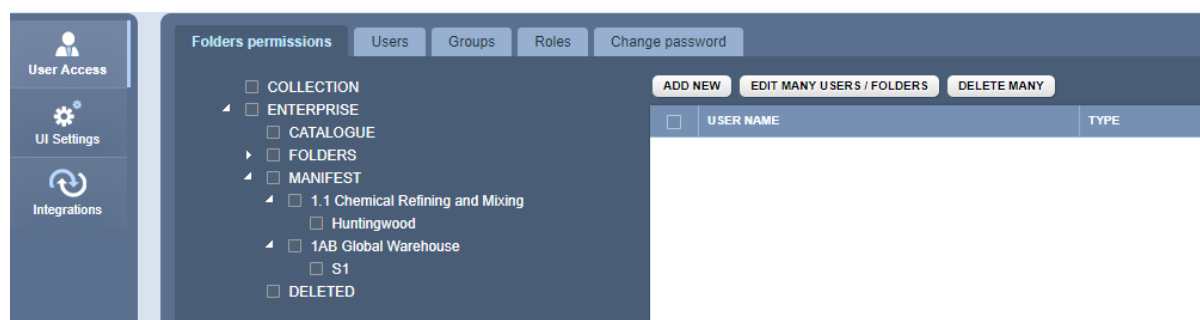 User Access
UI Settings
Integrations
Folders permissions Users Groups Roles Change password
COLLECTION
ENTERPRISE
CATALOGUE
FOLDERS
MANIFEST
1.1 Chemical Refining and Mixing
Huntingwood
1AB Global Warehouse
S1
DELETED
ADD NEW EDIT MANY USERS / FOLDERS DELETE MANY
USER NAME TYPE